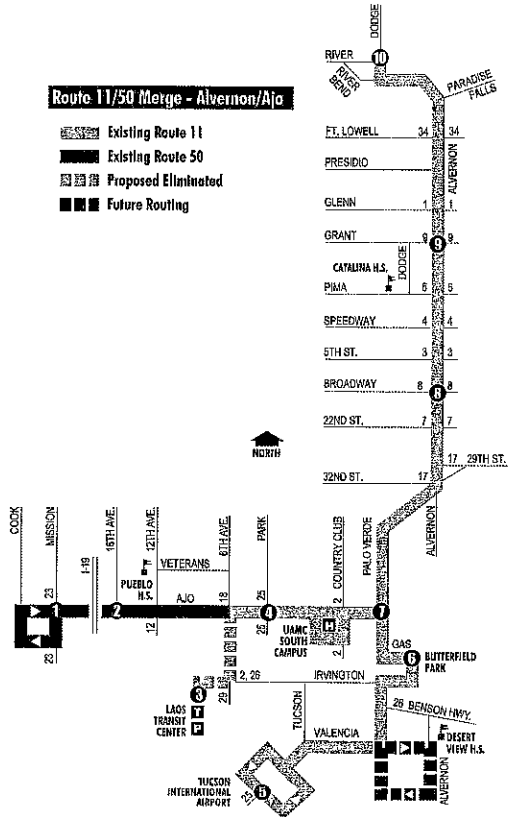 DODGE
RIVER
10
RIVER
BEND
PARADISE
FALLS
Route 11/50 Merge - Alvernon/Ajo
Existing Route 11
Existing Route 50
Proposed Eliminated
Future Routing
FT. LOWELL 34 34
ALVERNON
PRESIDIO
GLENN 1 1
GRANT 9 9 9
DODGE
CATALINA H.S.
PIMA 5 5
SPEEDWAY 4 4
5TH ST. 3 3
BROADWAY 8 8 8
22ND ST. 7 7
NORTH
17 29TH ST.
32ND ST. 17
ALVERNON
COOK
MISSION
I-19
16TH AVE.
12TH AVE.
6TH AVE.
PARK
COUNTRY CLUB
PALO VERDE
VETERANS
PUEBLO
H.S.
23 1 2 AJO 18 25 4 2 7
12 26
UAMC
SOUTH
CAMPUS
H
2
23
GAS
6
BUTTERFIELD
PARK
3
LAOS
TRANSIT
CENTER
T
P
29
2, 26 IRVINGTON
TUCSON
26 BENSON HWY.
VALENCIA
DESERT
VIEW H.S.
ALVERNON
TUCSON
INTERNATIONAL
AIRPORT
25
5